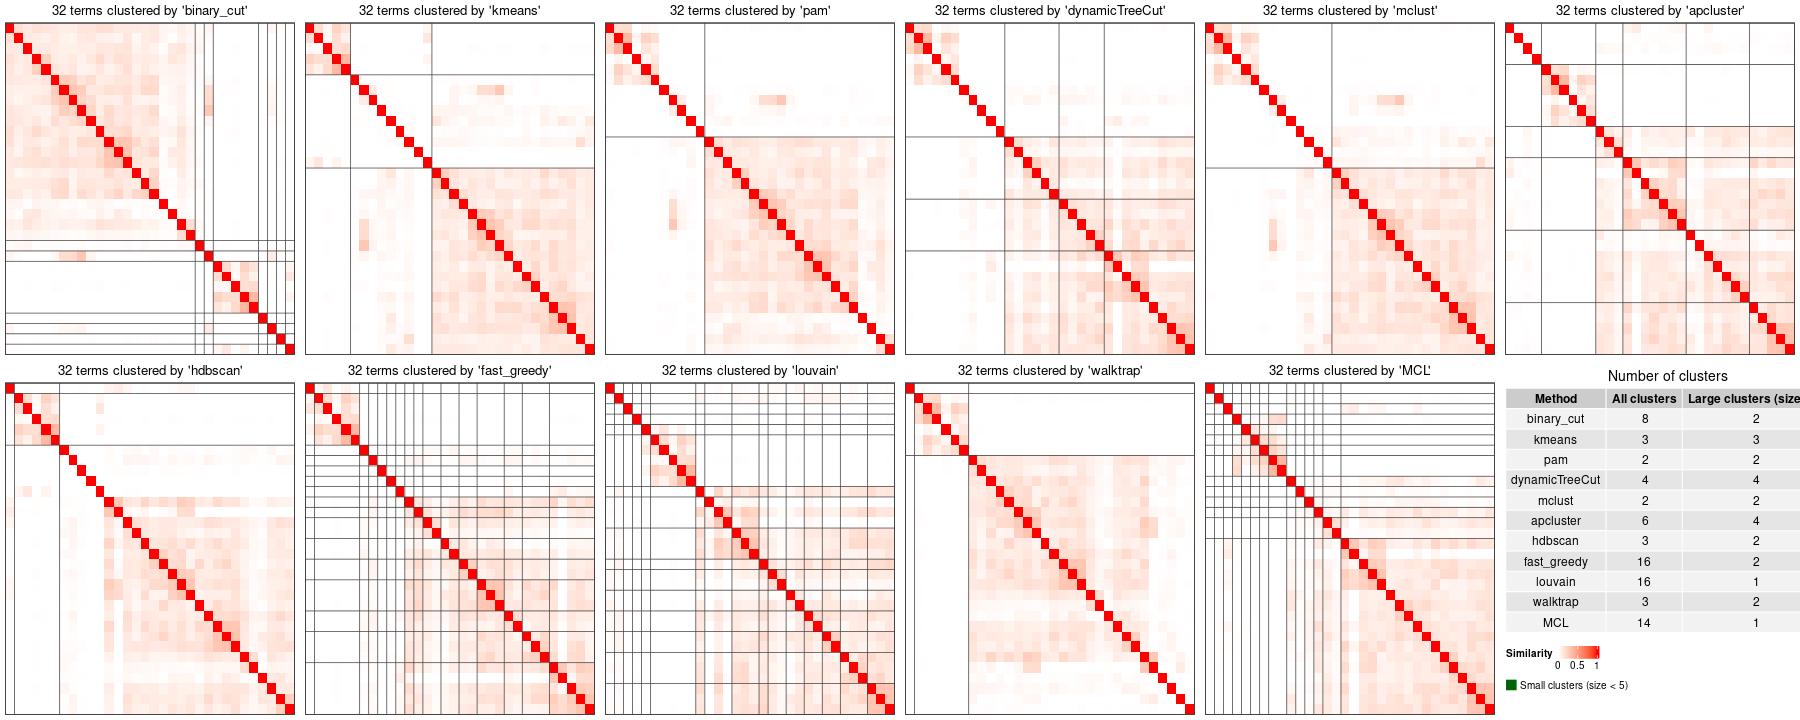 32 terms clustered by 'binary_cut'
32 terms clustered by 'kmeans'
32 terms clustered by 'pam'
32 terms clustered by 'dynamicTreeCut'
32 terms clustered by 'mclust'
32 terms clustered by 'apcluster'
32 terms clustered by 'hdbscan'
32 terms clustered by 'fast_greedy'
32 terms clustered by 'louvain'
32 terms clustered by 'walktrap'
32 terms clustered by 'MCL'
Number of clusters
Method All clusters Large clusters (size
binary_cut 8 2
kmeans 3 3
pam 2 2
dynamicTreeCut 4 4
mclust 2 2
apcluster 6 4
hdbscan 3 2
fast_greedy 16 2
louvain 16 1
walktrap 3 2
MCL 14 1
Similarity
0 0.5 1
Small clusters (size < 5)